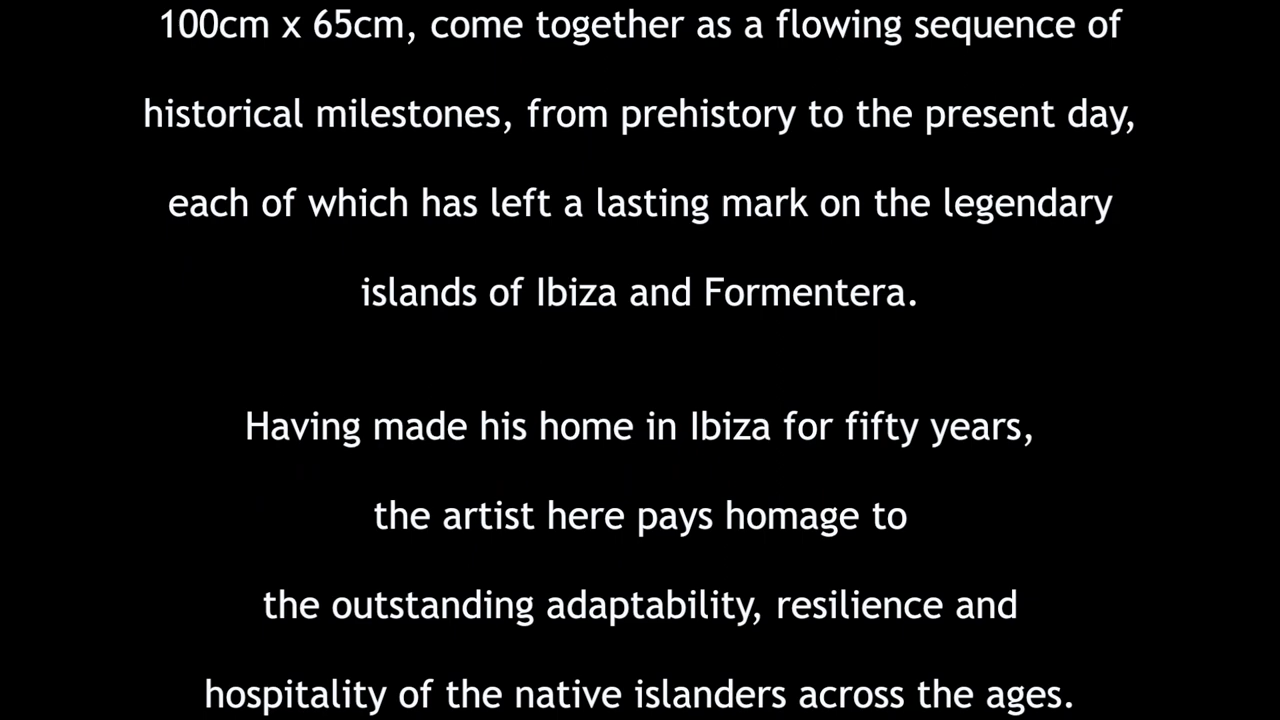 100cm x 65cm, come together as a flowing sequence of
historical milestones, from prehistory to the present day,
each of which has left a lasting mark on the legendary
islands of Ibiza and Formentera.
Having made his home in Ibiza for fifty years,
the artist here pays homage to
the outstanding adaptability, resilience and
hospitality of the native islanders across the ages.